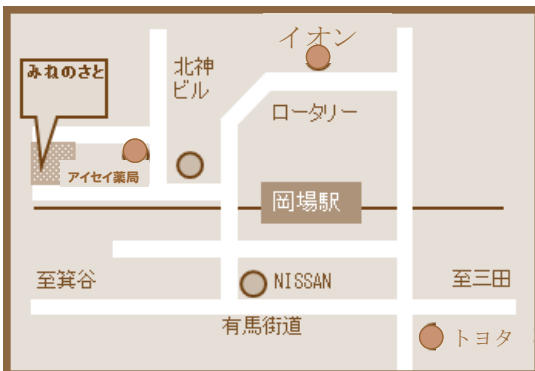 イオン
みねのさと
北神
ビル
ロータリー
アイセイ薬局
岡場駅
至箕谷
NISSAN
至三田
有馬街道
トヨタ